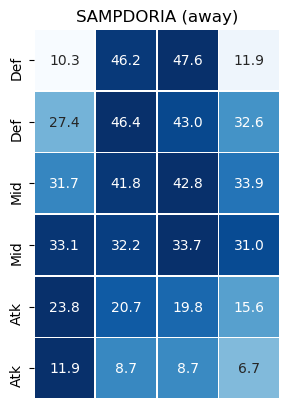 SAMPDORIA (away)
Def 10.3 46.2 47.6 11.9
Def 27.4 46.4 43.0 32.6
Mid 31.7 41.8 42.8 33.9
Mid 33.1 32.2 33.7 31.0
Atk 23.8 20.7 19.8 15.6
Atk 11.9 8.7 8.7 6.7